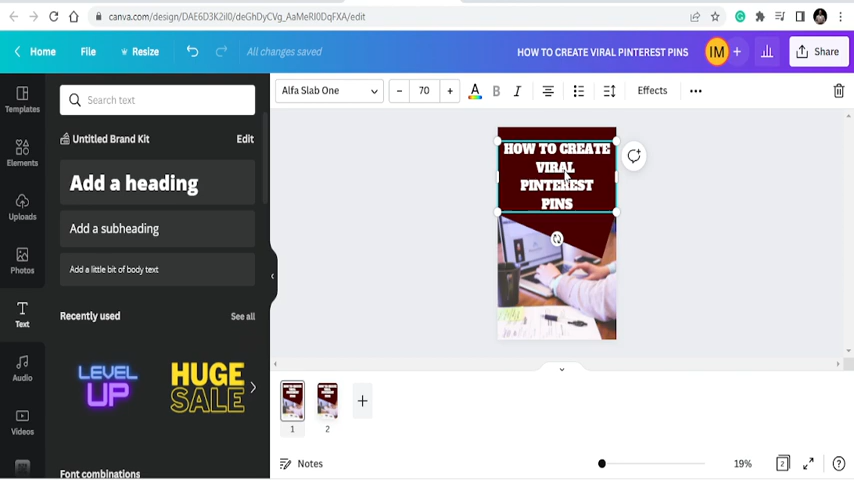 canva.com/design/DAE6D3K2il0/deGhDyCVg_AaMeRI0DqFXA/edit
Home
File
Resize
All changes saved
HOW TO CREATE VIRAL PINTEREST PINS
IM
+
Share
Templates
Elements
Uploads
Photos
Text
Audio
Videos
Search text
Untitled Brand Kit
Edit
Add a heading
Add a subheading
Add a little bit of body text
Recently used
See all
LEVEL
UP
HUGE
SALE
Font combinations
Alfa Slab One
− 70 +
A
B
I
Effects
HOW TO CREATE
VIRAL
PINTEREST
PINS
1
2
Notes
19%
2